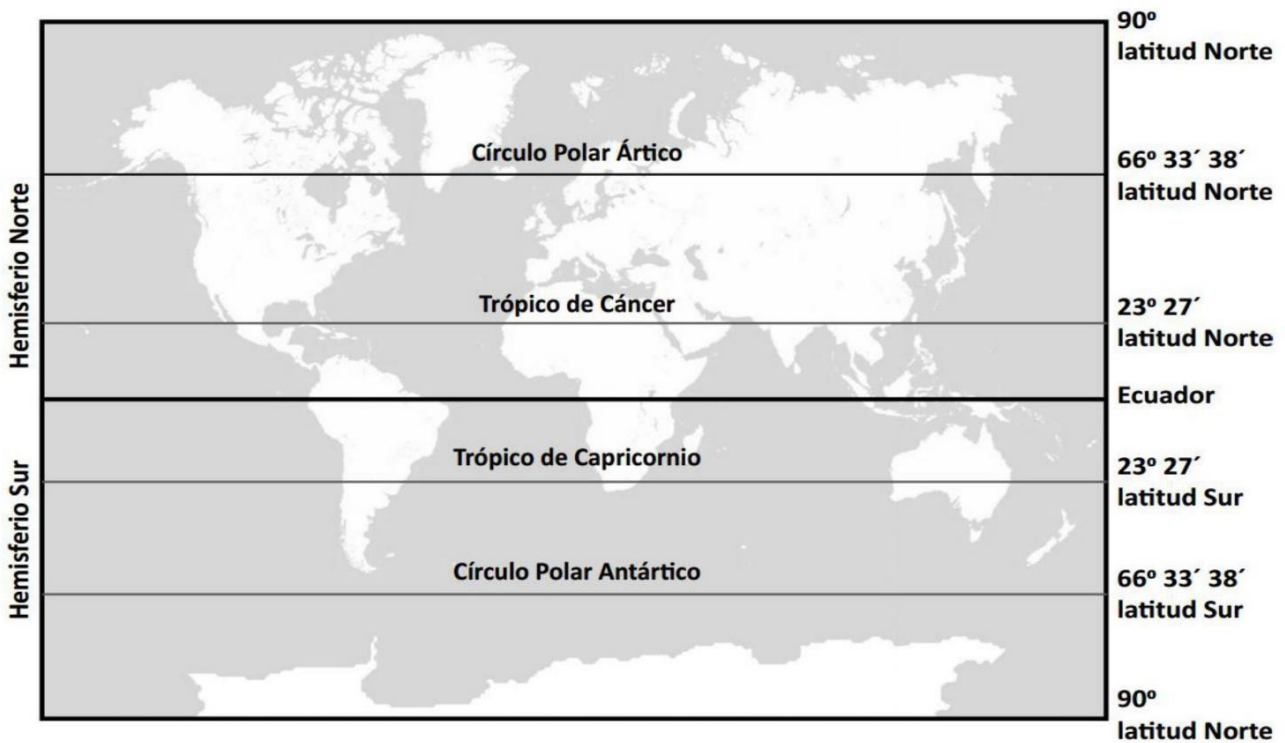 90º
latitud Norte
Círculo Polar Ártico
66º 33´ 38´
latitud Norte
Hemisferio Norte
Trópico de Cáncer
23º 27´
latitud Norte
Ecuador
Hemisferio Sur
Trópico de Capricornio
23º 27´
latitud Sur
Círculo Polar Antártico
66º 33´ 38´
latitud Sur
90º
latitud Norte